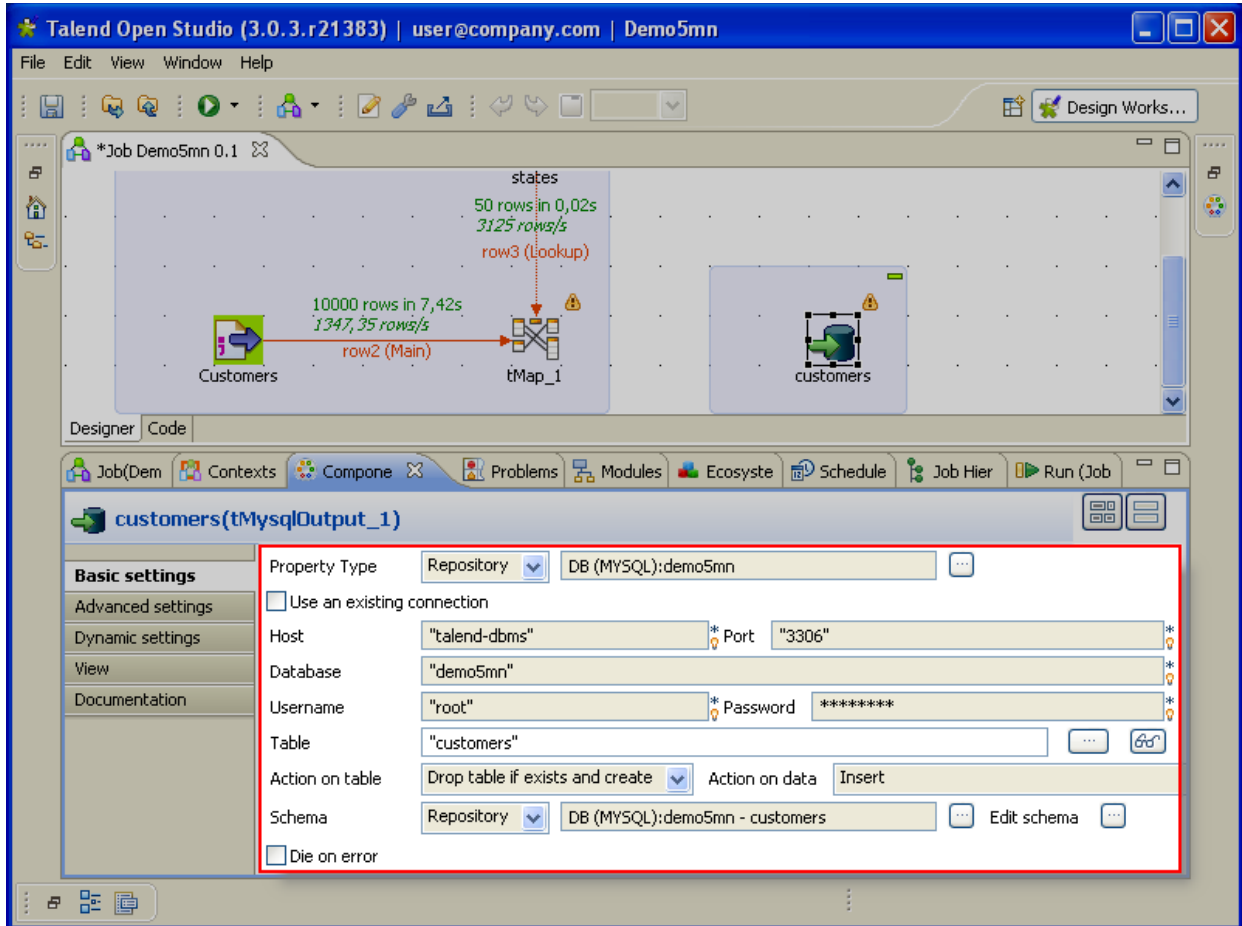 Talend Open Studio (3.0.3.r21383) | user@company.com | Demo5mn
File Edit View Window Help
Design Works...
*Job Demo5mn 0.1
states
50 rows in 0,02s
3125 rows/s
row3 (Lookup)
10000 rows in 7,42s
1347,35 rows/s
row2 (Main)
Customers
tMap_1
customers
Designer Code
Job(Dem Contexts Compone Problems Modules Ecosyste Schedule Job Hier Run (Job
customers(tMysqlOutput_1)
Basic settings
Advanced settings
Dynamic settings
View
Documentation
Property Type Repository DB (MYSQL):demo5mn ...
Use an existing connection
Host "talend-dbms" * Port "3306" *
Database "demo5mn" *
Username "root" * Password ******** *
Table "customers" ...
Action on table Drop table if exists and create Action on data Insert
Schema Repository DB (MYSQL):demo5mn - customers ... Edit schema ...
Die on error